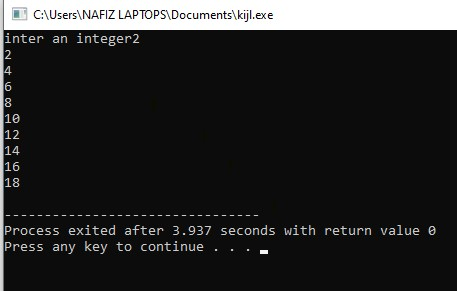 C:\Users\NAFIZ LAPTOPS\Documents\kijl.exe
inter an integer2
2
4
6
8
10
12
14
16
18
--------------------------------
Process exited after 3.937 seconds with return value 0
Press any key to continue . . .